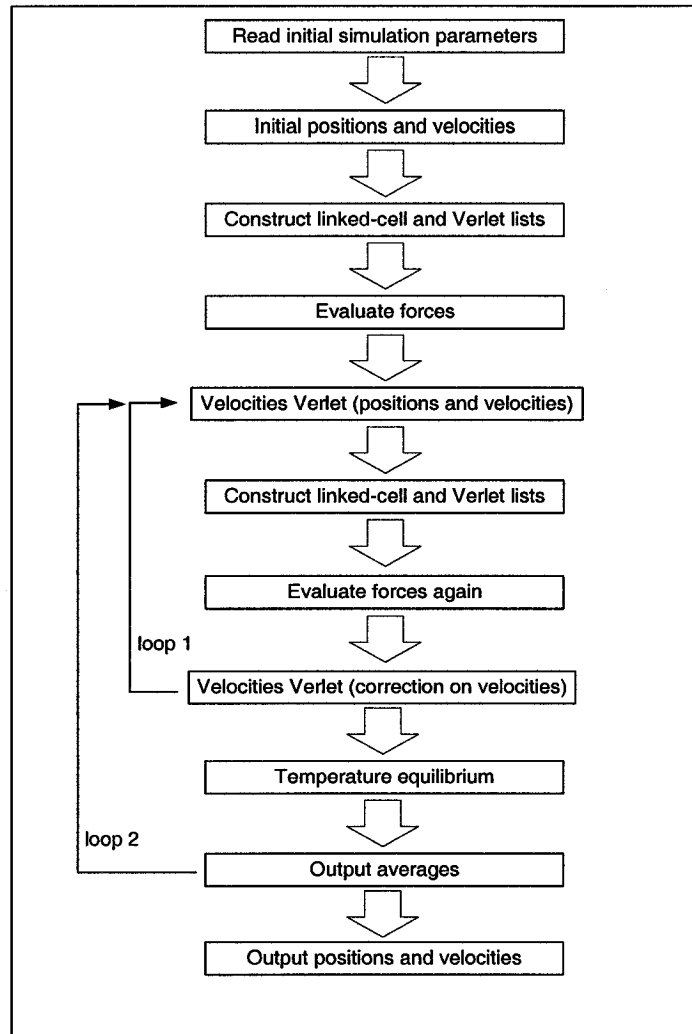 Read initial simulation parameters
Initial positions and velocities
Construct linked-cell and Verlet lists
Evaluate forces
Velocities Verlet (positions and velocities)
Construct linked-cell and Verlet lists
Evaluate forces again
loop 1
Velocities Verlet (correction on velocities)
Temperature equilibrium
loop 2
Output averages
Output positions and velocities